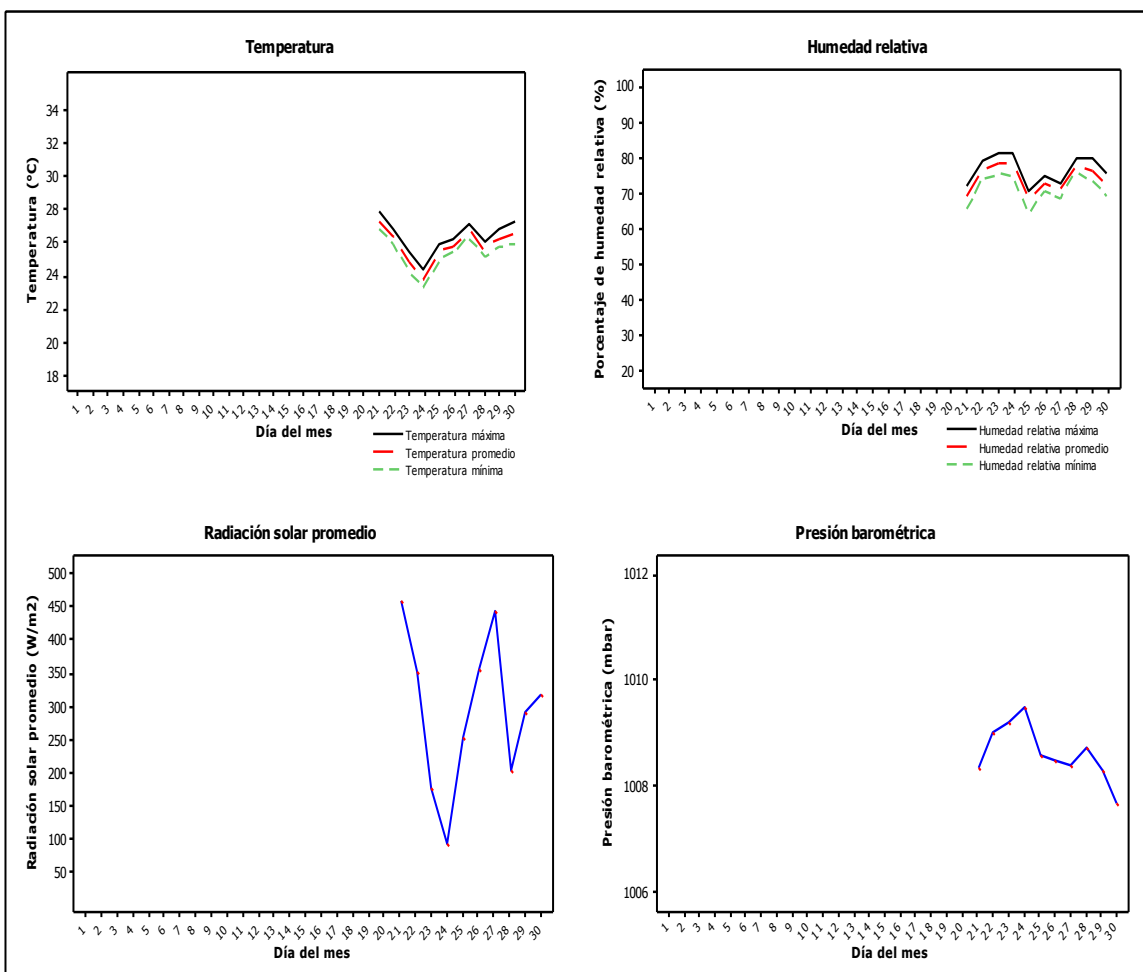 Temperatura
Temperatura (°C)
34
32
30
28
26
24
22
20
18
1 2 3 4 5 6 7 8 9 10 11 12 13 14 15 16 17 18 19 20 21 22 23 24 25 26 27 28 29 30
Día del mes
Temperatura máxima
Temperatura promedio
Temperatura mínima
Humedad relativa
Porcentaje de humedad relativa (%)
100
90
80
70
60
50
40
30
20
1 2 3 4 5 6 7 8 9 10 11 12 13 14 15 16 17 18 19 20 21 22 23 24 25 26 27 28 29 30
Día del mes
Humedad relativa máxima
Humedad relativa promedio
Humedad relativa mínima
Radiación solar promedio
Radiación solar promedio (W/m2)
500
450
400
350
300
250
200
150
100
50
1 2 3 4 5 6 7 8 9 10 11 12 13 14 15 16 17 18 19 20 21 22 23 24 25 26 27 28 29 30
Día del mes
Presión barométrica
Presión barométrica (mbar)
1012
1010
1008
1006
1 2 3 4 5 6 7 8 9 10 11 12 13 14 15 16 17 18 19 20 21 22 23 24 25 26 27 28 29 30
Día del mes